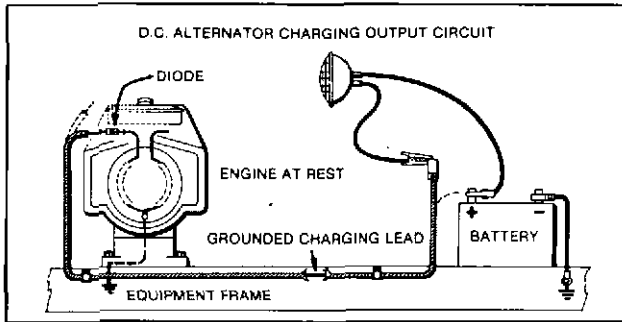 D.C. ALTERNATOR CHARGING OUTPUT CIRCUIT
DIODE
ENGINE AT REST
GROUNDED CHARGING LEAD
+ −
BATTERY
EQUIPMENT FRAME